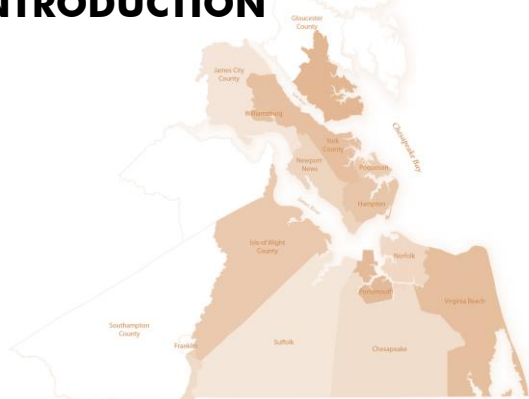 NTRODUCTION
Gloucester
County
James City
County
Williamsburg
York
County
Chesapeake Bay
Newport
News
Poquoson
Hampton
James River
Isle of Wight
County
Norfolk
Portsmouth
Virginia Beach
Southampton
County
Franklin
Suffolk
Chesapeake